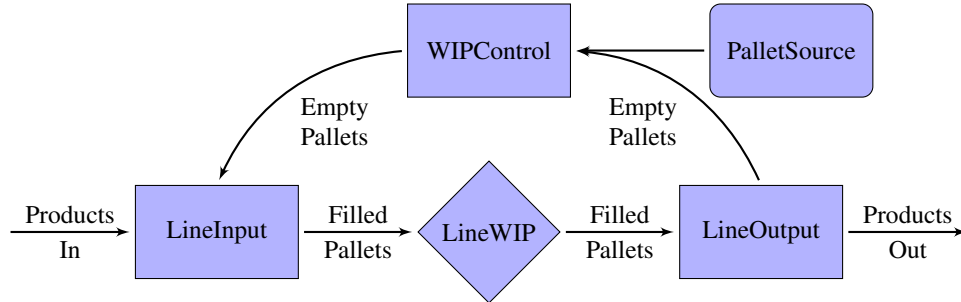 WIPControl
PalletSource
Empty
Pallets
Empty
Pallets
Products
In
LineInput
Filled
Pallets
LineWIP
Filled
Pallets
LineOutput
Products
Out